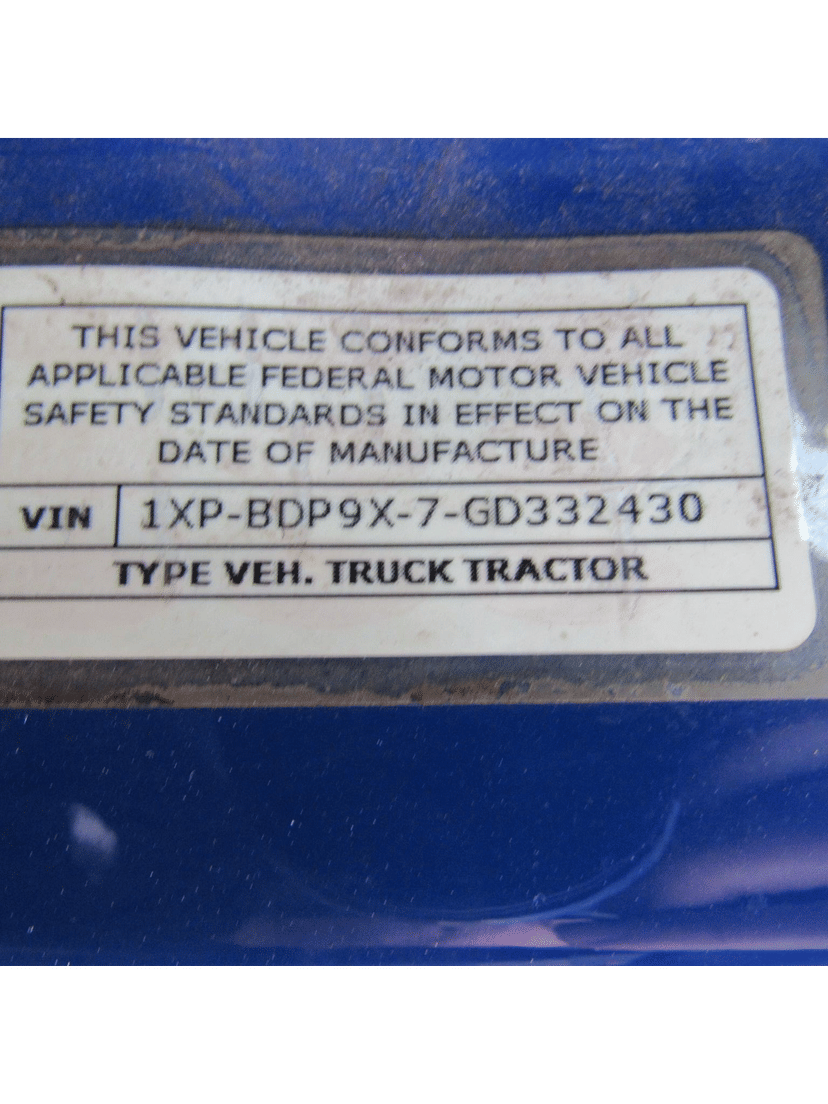 THIS VEHICLE CONFORMS TO ALL
APPLICABLE FEDERAL MOTOR VEHICLE
SAFETY STANDARDS IN EFFECT ON THE
DATE OF MANUFACTURE
VIN 1XP-BDP9X-7-GD332430
TYPE VEH. TRUCK TRACTOR